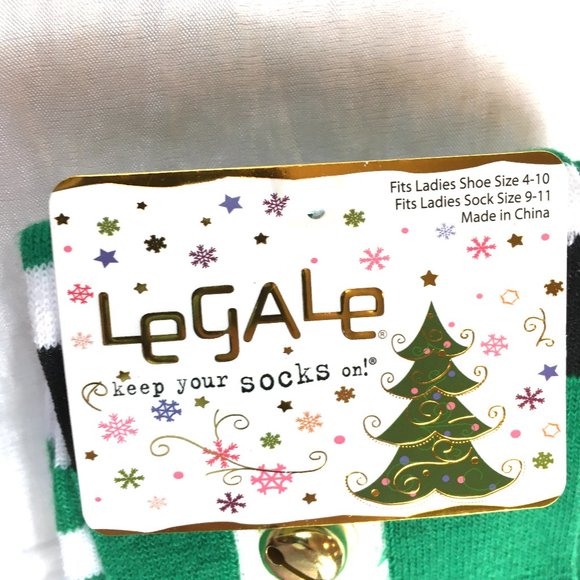 Fits Ladies Shoe Size 4-10
Fits Ladies Sock Size 9-11
Made in China
LeGALe®
keep your SOCKS on!®